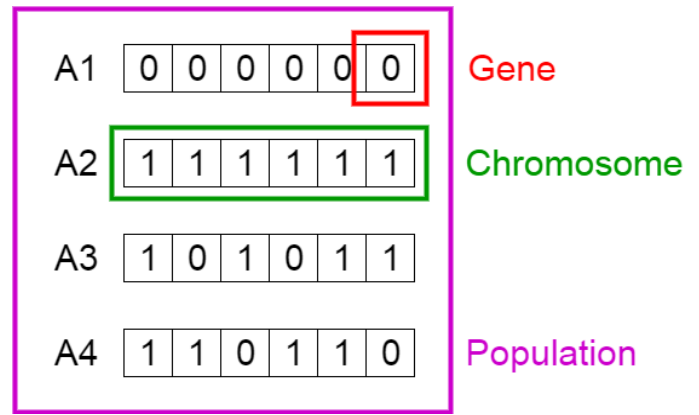 A1 0 0 0 0 0 0 Gene
A2 1 1 1 1 1 1 Chromosome
A3 1 0 1 0 1 1
A4 1 1 0 1 1 0 Population